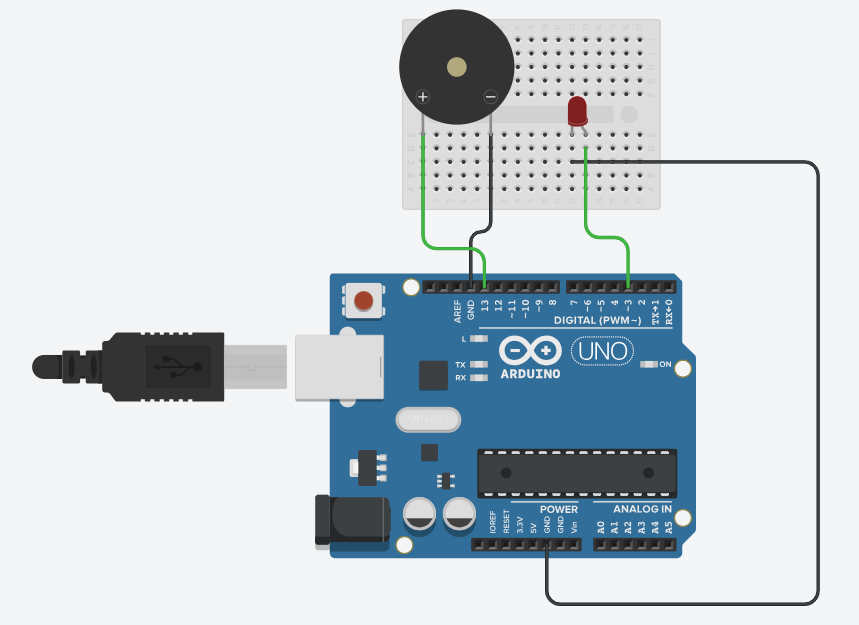 + −
AREF
GND
13
12
~11
~10
~9
8
7
~6
~5
4
~3
2
TX→1
RX←0
DIGITAL (PWM~)
L
TX
RX
UNO
ON
ARDUINO
POWER
ANALOG IN
IOREF
RESET
3.3V
5V
GND
GND
Vin
A0
A1
A2
A3
A4
A5